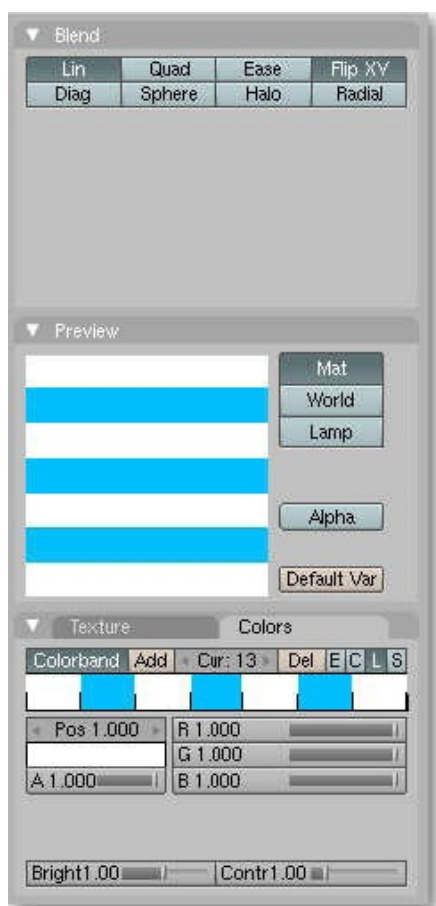 Blend
Lin Quad Ease Flip XY
Diag Sphere Halo Radial
Preview
Mat
World
Lamp
Alpha
Default Var
Texture Colors
Colorband Add Cur: 13 Del E C L S
Pos 1.000 R 1.000
G 1.000
A 1.000 B 1.000
Bright1.00 Contr1.00